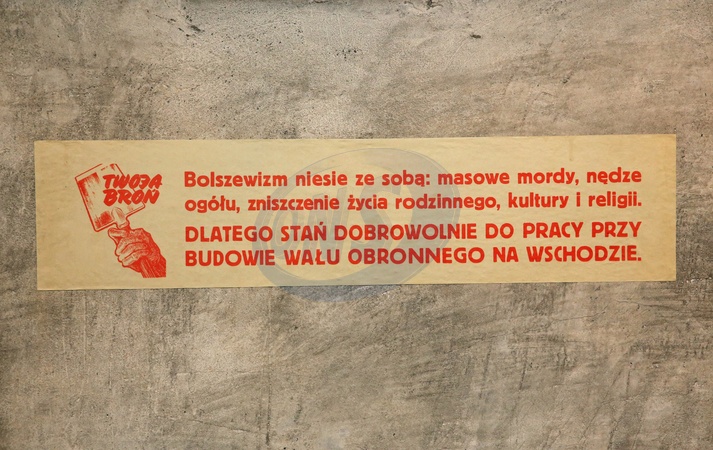 TWOJA
BROŃ
Bolszewizm niesie ze sobą: masowe mordy, nędze
ogółu, zniszczenie życia rodzinnego, kultury i religii.
DLATEGO STAŃ DOBROWOLNIE DO PRACY PRZY
BUDOWIE WAŁU OBRONNEGO NA WSCHODZIE.